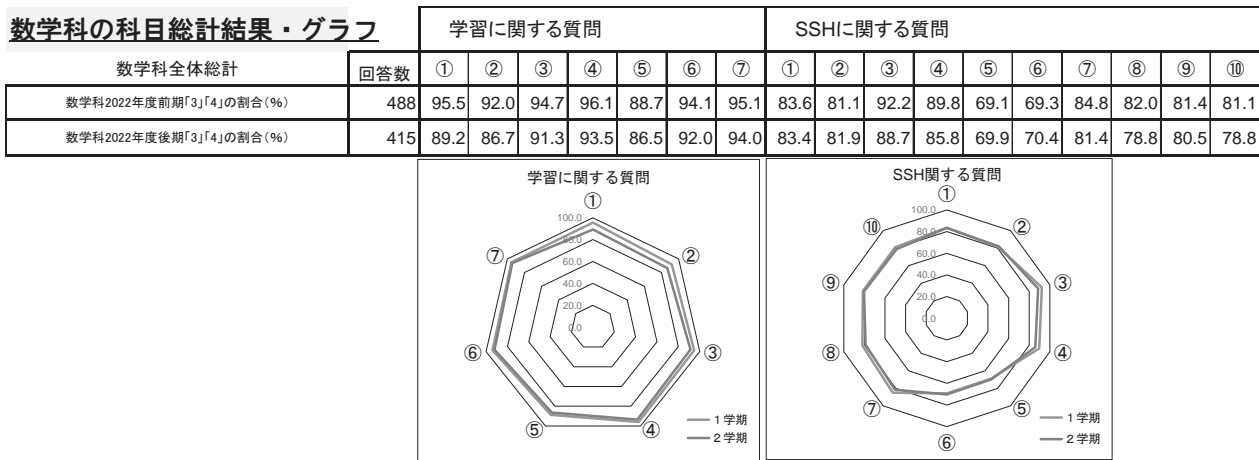 数学科の科目総計結果・グラフ 学習に関する質問 SSHに関する質問
数学科全体総計 回答数 ① ② ③ ④ ⑤ ⑥ ⑦ ① ② ③ ④ ⑤ ⑥ ⑦ ⑧ ⑨ ⑩
数学科2022年度前期「3」「4」の割合(%) 488 95.5 92.0 94.7 96.1 88.7 94.1 95.1 83.6 81.1 92.2 89.8 69.1 69.3 84.8 82.0 81.4 81.1
数学科2022年度後期「3」「4」の割合(%) 415 89.2 86.7 91.3 93.5 86.5 92.0 94.0 83.4 81.9 88.7 85.8 69.9 70.4 81.4 78.8 80.5 78.8
学習に関する質問
①
②
③
④
⑤
⑥
⑦
100.0
80.0
60.0
40.0
20.0
0.0
1学期
2学期
SSH関する質問
①
②
③
④
⑤
⑥
⑦
⑧
⑨
⑩
100.0
80.0
60.0
40.0
20.0
0.0
1学期
2学期